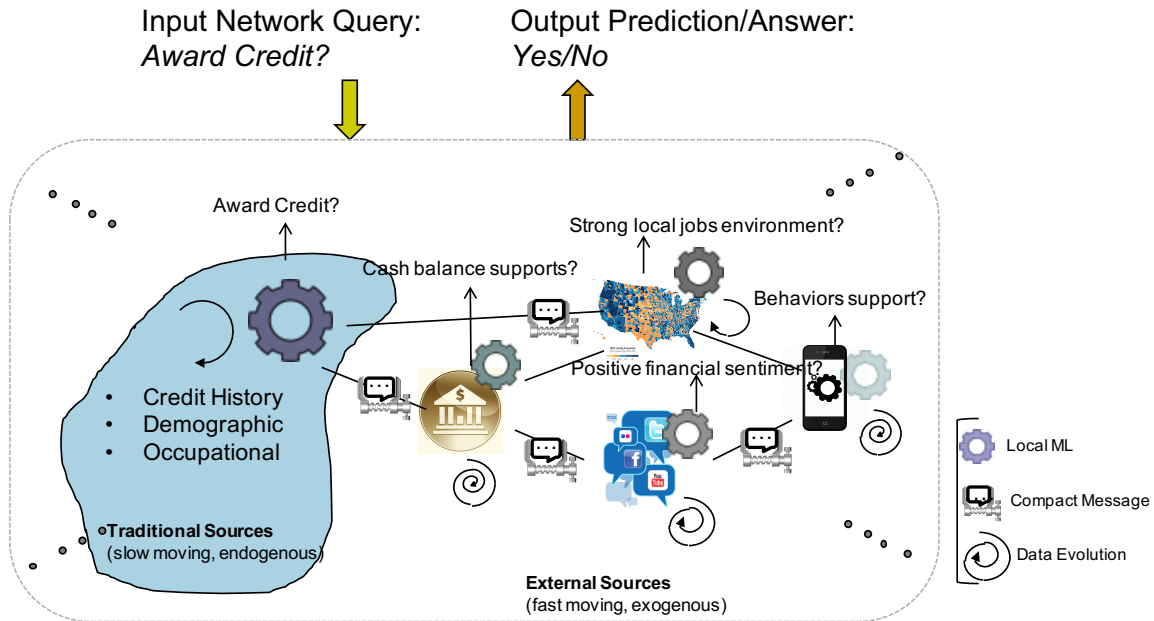 Input Network Query:
Award Credit?
Output Prediction/Answer:
Yes/No
Award Credit?
Strong local jobs environment?
Cash balance supports?
Behaviors support?
Positive financial sentiment?
• Credit History
• Demographic
• Occupational
Traditional Sources
(slow moving, endogenous)
External Sources
(fast moving, exogenous)
$
f
You
Tube
Local ML
Compact Message
Data Evolution